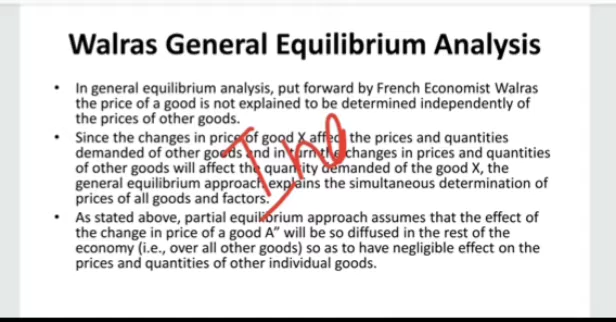 Walras General Equilibrium Analysis
• In general equilibrium analysis, put forward by French Economist Walras
the price of a good is not explained to be determined independently of
the prices of other goods.
• Since the changes in price of good X affect the prices and quantities
demanded of other goods and in turn the changes in prices and quantities
of other goods will affect the quantity demanded of the good X, the
general equilibrium approach explains the simultaneous determination of
prices of all goods and factors.
• As stated above, partial equilibrium approach assumes that the effect of
the change in price of a good A” will be so diffused in the rest of the
economy (i.e., over all other goods) so as to have negligible effect on the
prices and quantities of other individual goods.